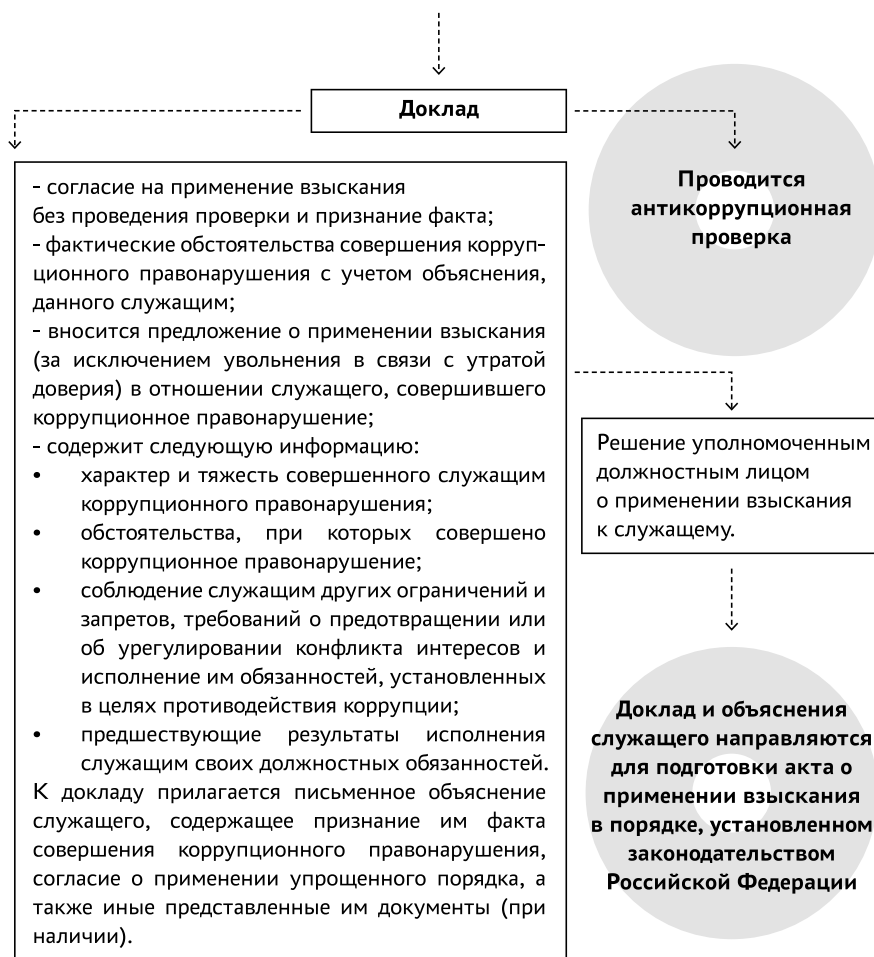 Доклад
Проводится
антикоррупционная
проверка
- согласие на применение взыскания
без проведения проверки и признание факта;
- фактические обстоятельства совершения корруп-
ционного правонарушения с учетом объяснения,
данного служащим;
- вносится предложение о применении взыскания
(за исключением увольнения в связи с утратой
доверия) в отношении служащего, совершившего
коррупционное правонарушение;
- содержит следующую информацию:
• характер и тяжесть совершенного служащим
коррупционного правонарушения;
• обстоятельства, при которых совершено
коррупционное правонарушение;
• соблюдение служащим других ограничений и
запретов, требований о предотвращении или
об урегулировании конфликта интересов и
исполнение им обязанностей, установленных
в целях противодействия коррупции;
• предшествующие результаты исполнения
служащим своих должностных обязанностей.
К докладу прилагается письменное объяснение
служащего, содержащее признание им факта
совершения коррупционного правонарушения,
согласие о применении упрощенного порядка, а
также иные представленные им документы (при
наличии).
Решение уполномоченным
должностным лицом
о применении взыскания
к служащему.
Доклад и объяснения
служащего направляются
для подготовки акта о
применении взыскания
в порядке, установленном
законодательством
Российской Федерации